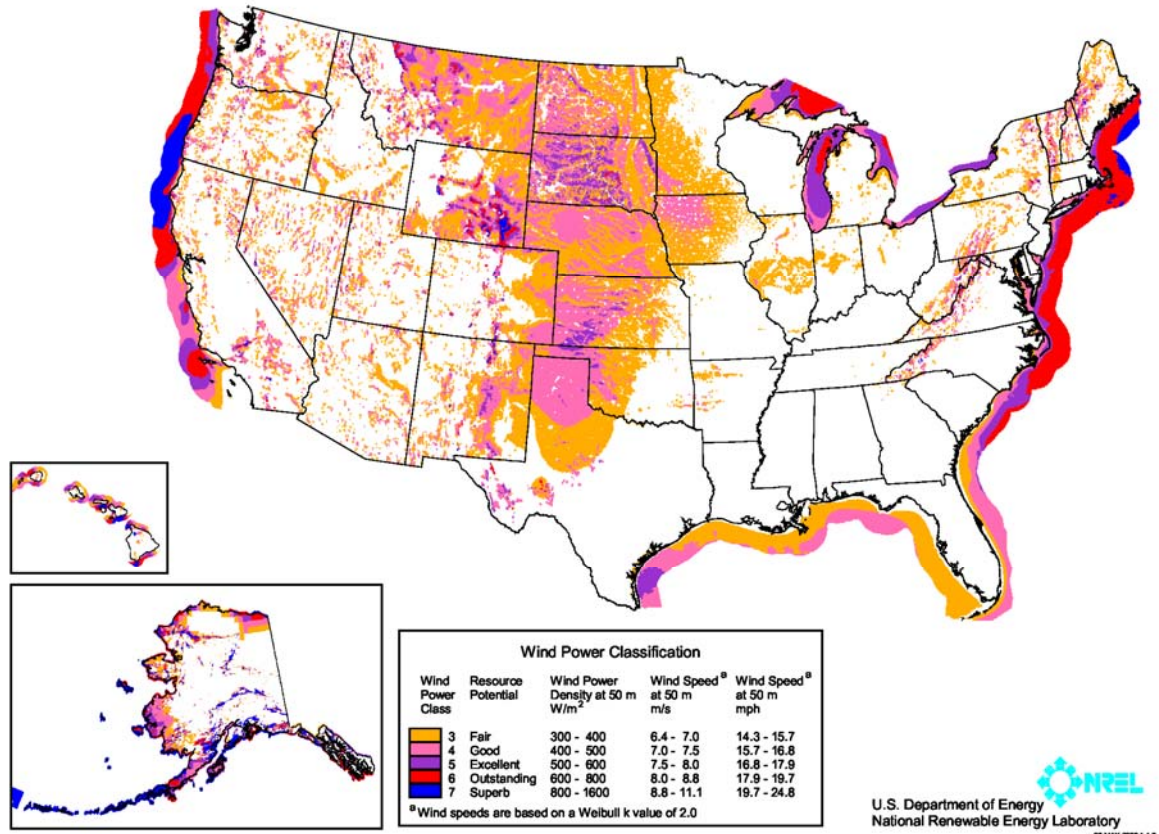 Wind Power Classification
Wind Power Class Resource Potential Wind Power Density at 50 m W/m2 Wind Speed a at 50 m m/s Wind Speed a at 50 m mph
3 Fair 300 - 400 6.4 - 7.0 14.3 - 15.7
4 Good 400 - 500 7.0 - 7.5 15.7 - 16.8
5 Excellent 500 - 600 7.5 - 8.0 16.8 - 17.9
6 Outstanding 600 - 800 8.0 - 8.8 17.9 - 19.7
7 Superb 800 - 1600 8.8 - 11.1 19.7 - 24.8
a Wind speeds are based on a Weibull k value of 2.0
NREL
U.S. Department of Energy
National Renewable Energy Laboratory